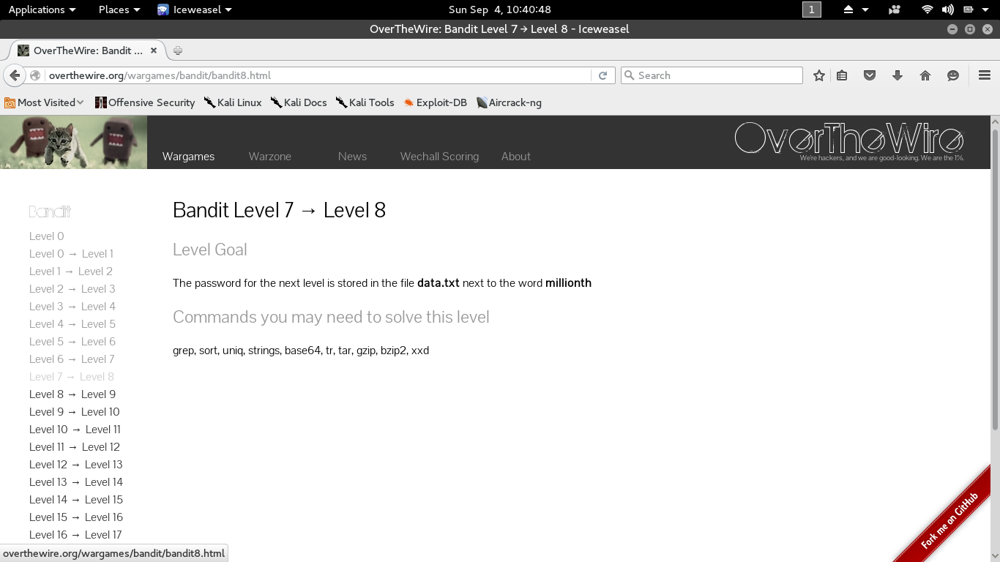 Applications Places Iceweasel Sun Sep 4, 10:40:48 1
OverTheWire: Bandit Level 7 → Level 8 - Iceweasel
OverTheWire: Bandit ...
overthewire.org/wargames/bandit/bandit8.html Search
Most Visited Offensive Security Kali Linux Kali Docs Kali Tools Exploit-DB Aircrack-ng
OverTheWire
We're hackers, and we are good-looking. We are the 1%.
Wargames Warzone News Wechall Scoring About
Bandit
Level 0
Level 0 → Level 1
Level 1 → Level 2
Level 2 → Level 3
Level 3 → Level 4
Level 4 → Level 5
Level 5 → Level 6
Level 6 → Level 7
Level 7 → Level 8
Level 8 → Level 9
Level 9 → Level 10
Level 10 → Level 11
Level 11 → Level 12
Level 12 → Level 13
Level 13 → Level 14
Level 14 → Level 15
Level 15 → Level 16
Level 16 → Level 17
Bandit Level 7 → Level 8
Level Goal
The password for the next level is stored in the file data.txt next to the word millionth
Commands you may need to solve this level
grep, sort, uniq, strings, base64, tr, tar, gzip, bzip2, xxd
Fork me on GitHub
overthewire.org/wargames/bandit/bandit8.html